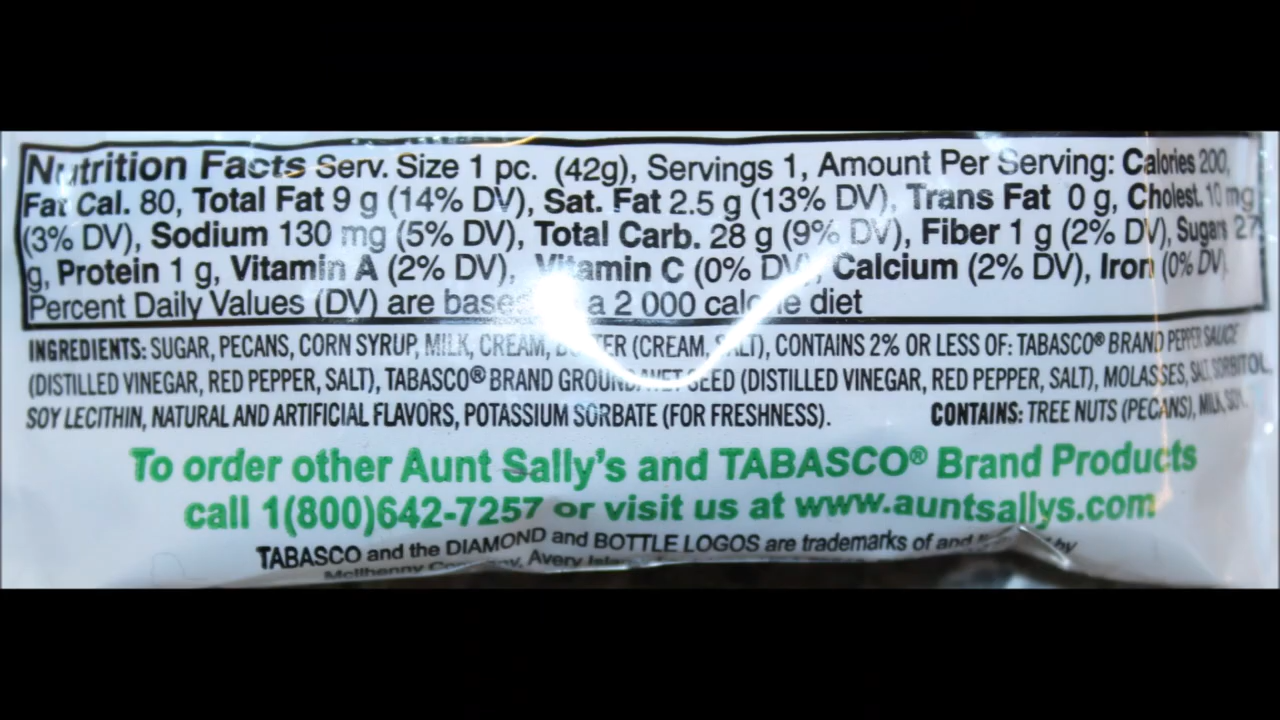 Nutrition Facts Serv. Size 1 pc. (42g), Servings 1, Amount Per Serving: Calories 200,
Fat Cal. 80, Total Fat 9 g (14% DV), Sat. Fat 2.5 g (13% DV), Trans Fat 0 g, Cholest. 10 mg
(3% DV), Sodium 130 mg (5% DV), Total Carb. 28 g (9% DV), Fiber 1 g (2% DV), Sugars 27
g, Protein 1 g, Vitamin A (2% DV), Vitamin C (0% DV), Calcium (2% DV), Iron (0% DV).
Percent Daily Values (DV) are a 2 000 calorie diet
INGREDIENTS: SUGAR, PECANS, CORN SYRUP, MILK, CREAM, BUTTER (CREAM, SALT), CONTAINS 2% OR LESS OF: TABASCO® BRAND PEPPER SAUCE
(DISTILLED VINEGAR, RED PEPPER, SALT), TABASCO® BRAND SEED (DISTILLED VINEGAR, RED PEPPER, SALT), MOLASSES, SALT, SORBITOL,
SOY LECITHIN, NATURAL AND ARTIFICIAL FLAVORS, POTASSIUM SORBATE (FOR FRESHNESS). CONTAINS: TREE NUTS (PECANS), MILK, SOY.
To order other Aunt Sally's and TABASCO® Brand Products
call 1(800)642-7257 or visit us at www.auntsallys.com
TABASCO and the DIAMOND and BOTTLE LOGOS are trademarks of and by
McIlhenny Avery